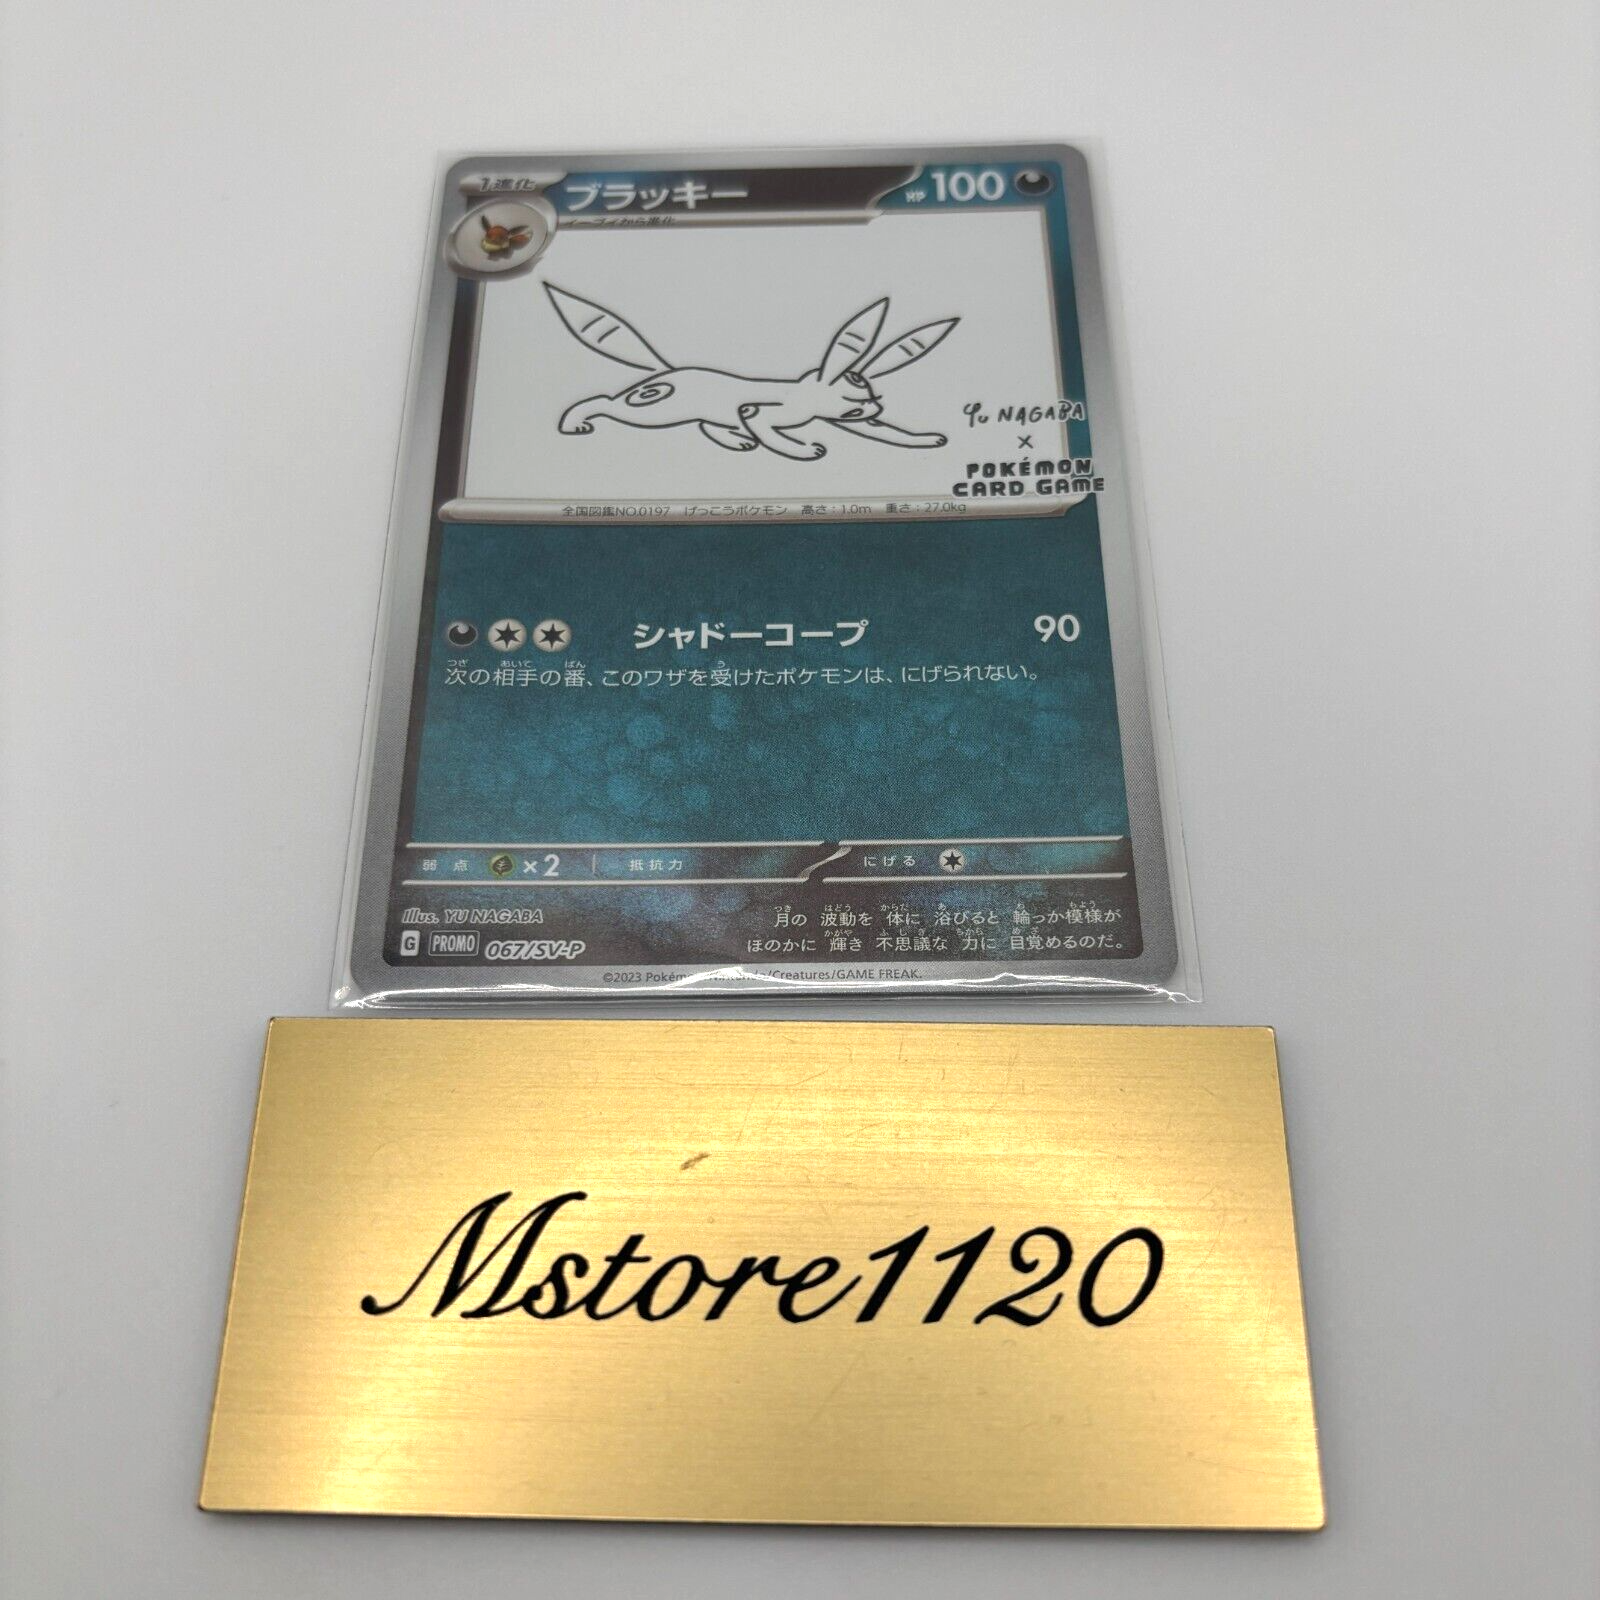 1進化
ブラッキー
HP 100
イーブイから進化
Yu NAGABA
×
POKÉMON
CARD GAME
全国図鑑NO.0197 げっこうポケモン 高さ：1.0m 重さ：27.0kg
シャドーコープ 90
次の相手の番、このワザを受けたポケモンは、にげられない。
弱点 ×2 抵抗力 にげる
Illus. YU NAGABA
月の 波動を 体に 浴びると 輪っか模様が
ほのかに 輝き 不思議な 力に 目覚めるのだ。
G PROMO 067/SV-P
©2023 Pokémon/Nintendo/Creatures/GAME FREAK.
Mstore1120